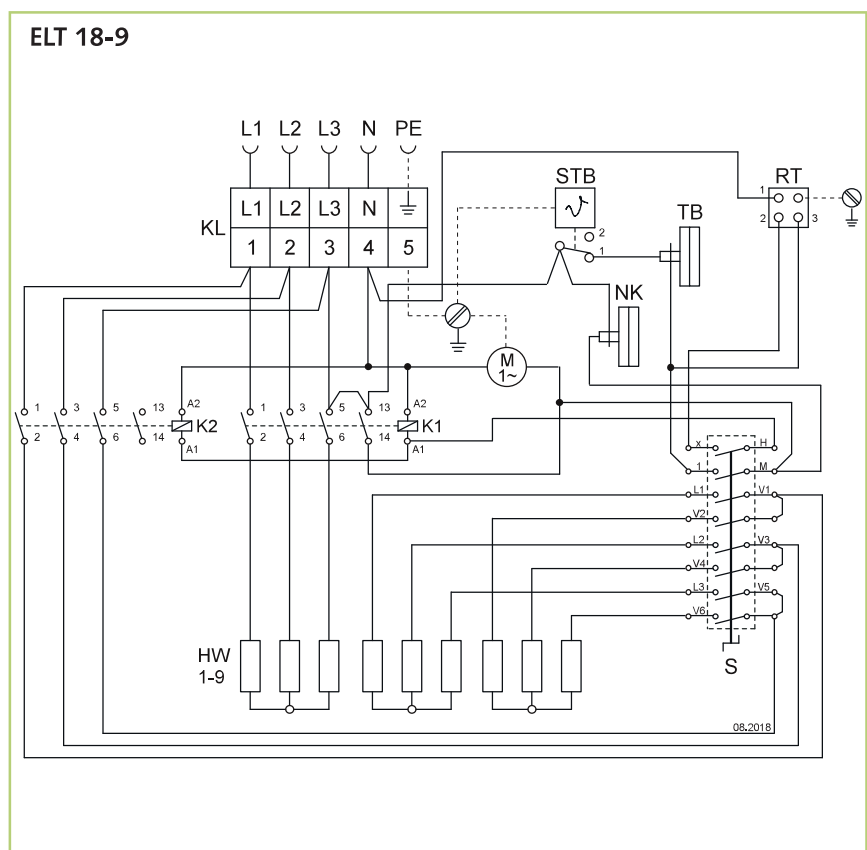 ELT 18-9
L1 L2 L3 N PE
STB
RT
L1 L2 L3 N
KL
1 2 3 4 5
1
2 3
TB
2
1
NK
M
1~
1 3 5 13 A2 1 3 5 13 A2
K2 K1
2 4 6 14 A1 2 4 6 14 A1
x H
1 M
L1 V1
V2
L2 V3
V4
L3 V5
V6
HW
1-9
S
08.2018